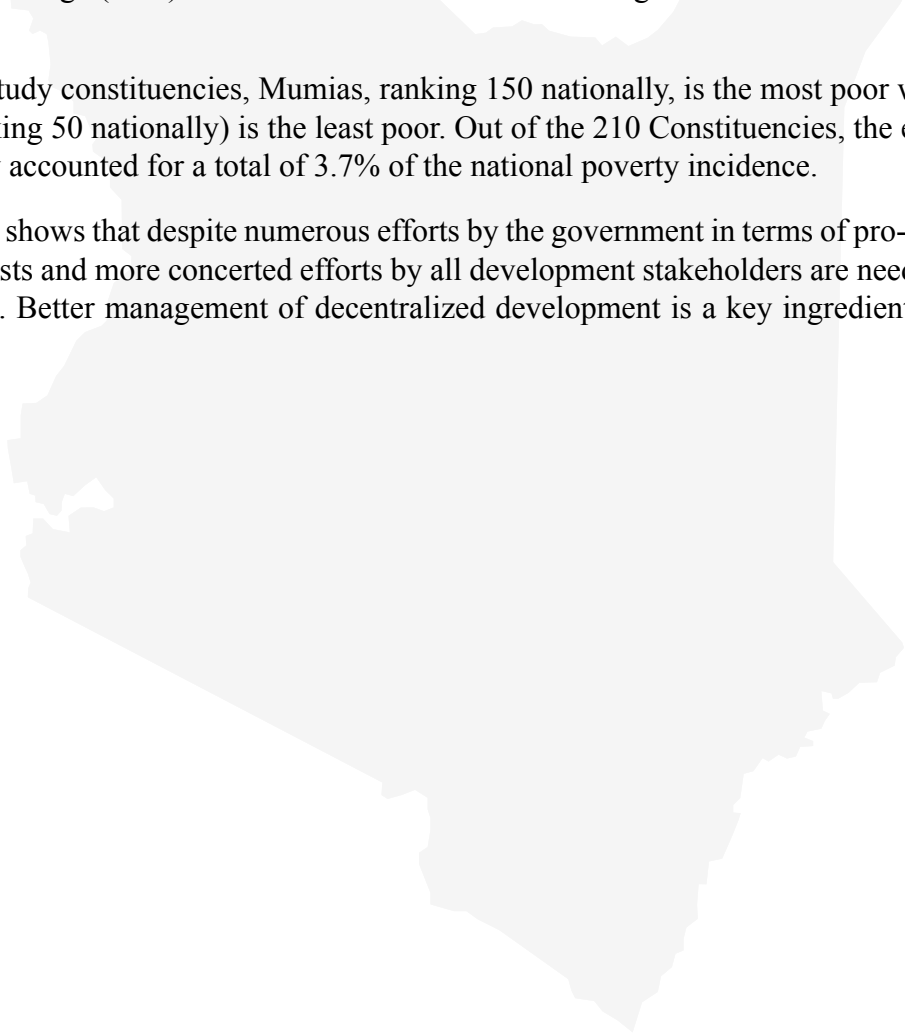 tudy constituencies, Mumias, ranking 150 nationally, is the most poor
ing 50 nationally) is the least poor. Out of the 210 Constituencies, the
accounted for a total of 3.7% of the national poverty incidence.
shows that despite numerous efforts by the government in terms of pro-
sts and more concerted efforts by all development stakeholders are
. Better management of decentralized development is a key ingredient